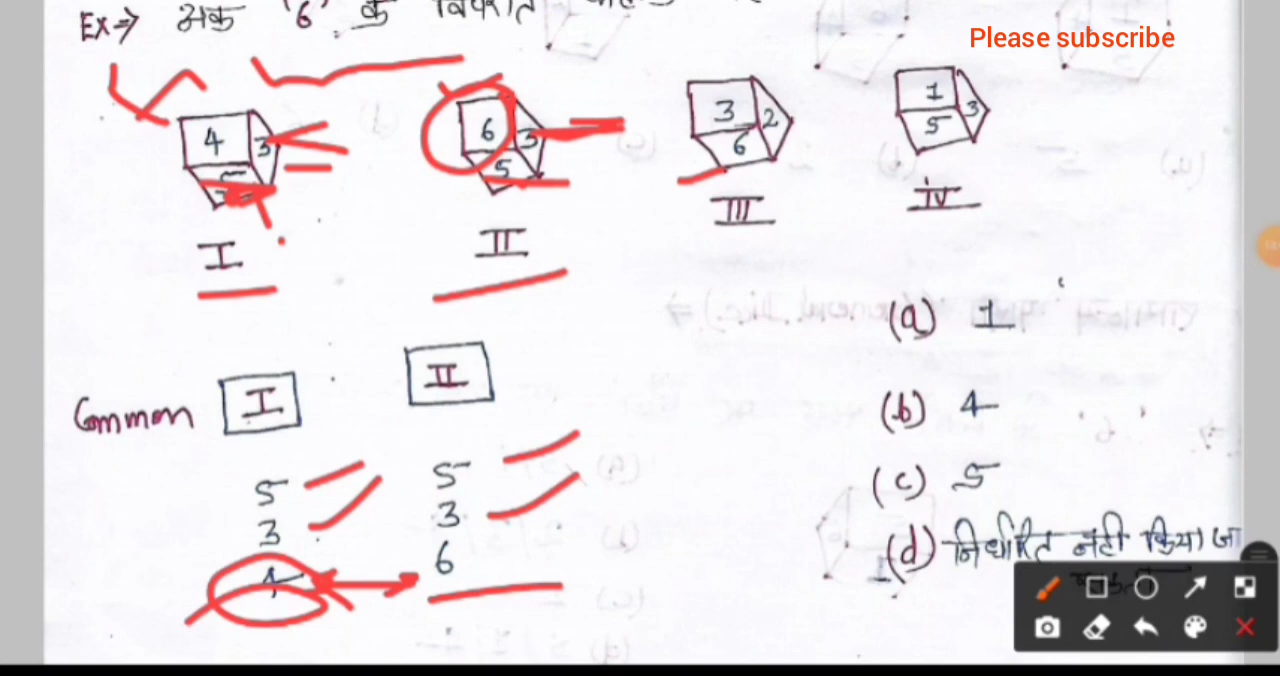 Please subscribe
Ex⇒ अंक '6' के विपरीत
4 3 5
6 3 5
3 2 6
1 3 5
I
II
III
IV
(a) 1
Common I II
(b) 4
5 5
(c) 5
3 3
(d) निर्धारित नहीं किया जा
4 6